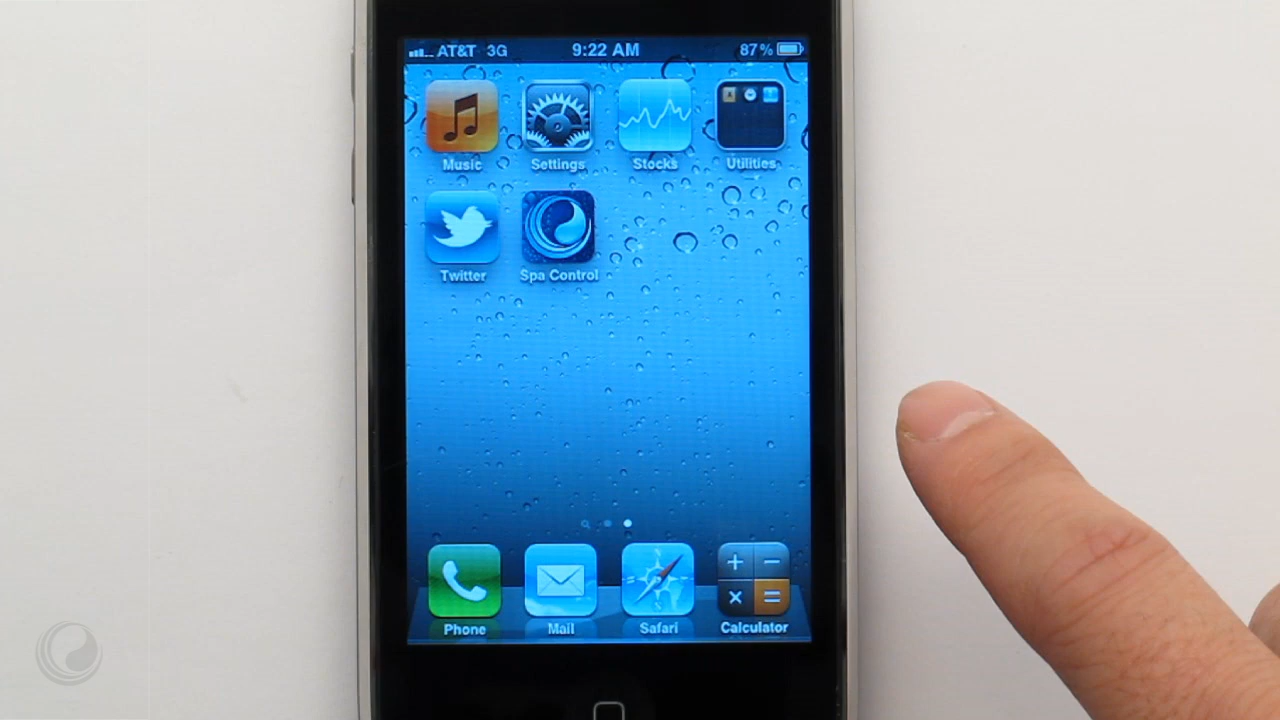 AT&T 3G 9:22 AM 87%
Music Settings Stocks Utilities
Twitter Spa Control
Phone Mail Safari Calculator